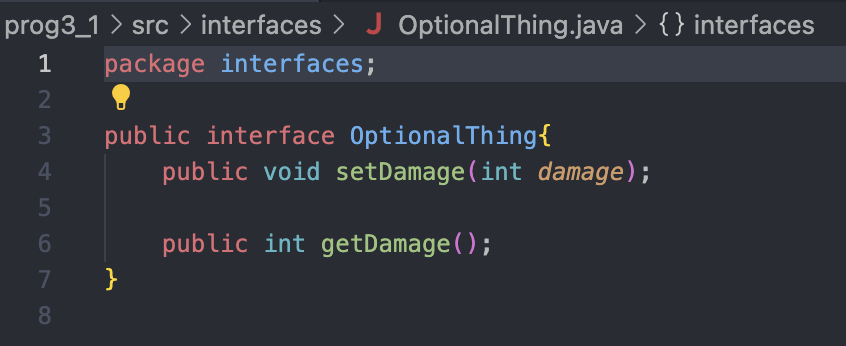 prog3_1 > src > interfaces > J OptionalThing.java > {} interfaces
1 package interfaces;
2
3 public interface OptionalThing{
4 public void setDamage(int damage);
5
6 public int getDamage();
7 }
8